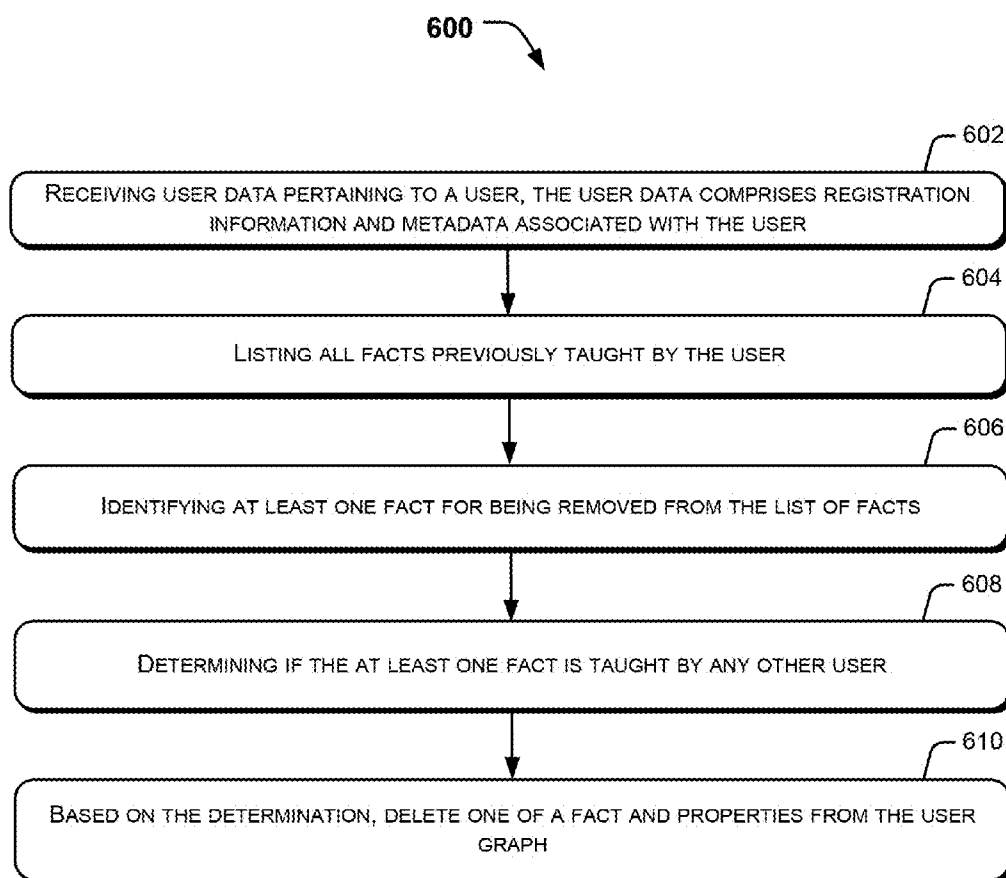 600
602
RECEIVING USER DATA PERTAINING TO A USER, THE USER DATA COMPRISES REGISTRATION
INFORMATION AND METADATA ASSOCIATED WITH THE USER
604
LISTING ALL FACTS PREVIOUSLY TAUGHT BY THE USER
606
IDENTIFYING AT LEAST ONE FACT FOR BEING REMOVED FROM THE LIST OF FACTS
608
DETERMINING IF THE AT LEAST ONE FACT IS TAUGHT BY ANY OTHER USER
610
BASED ON THE DETERMINATION, DELETE ONE OF A FACT AND PROPERTIES FROM THE USER
GRAPH